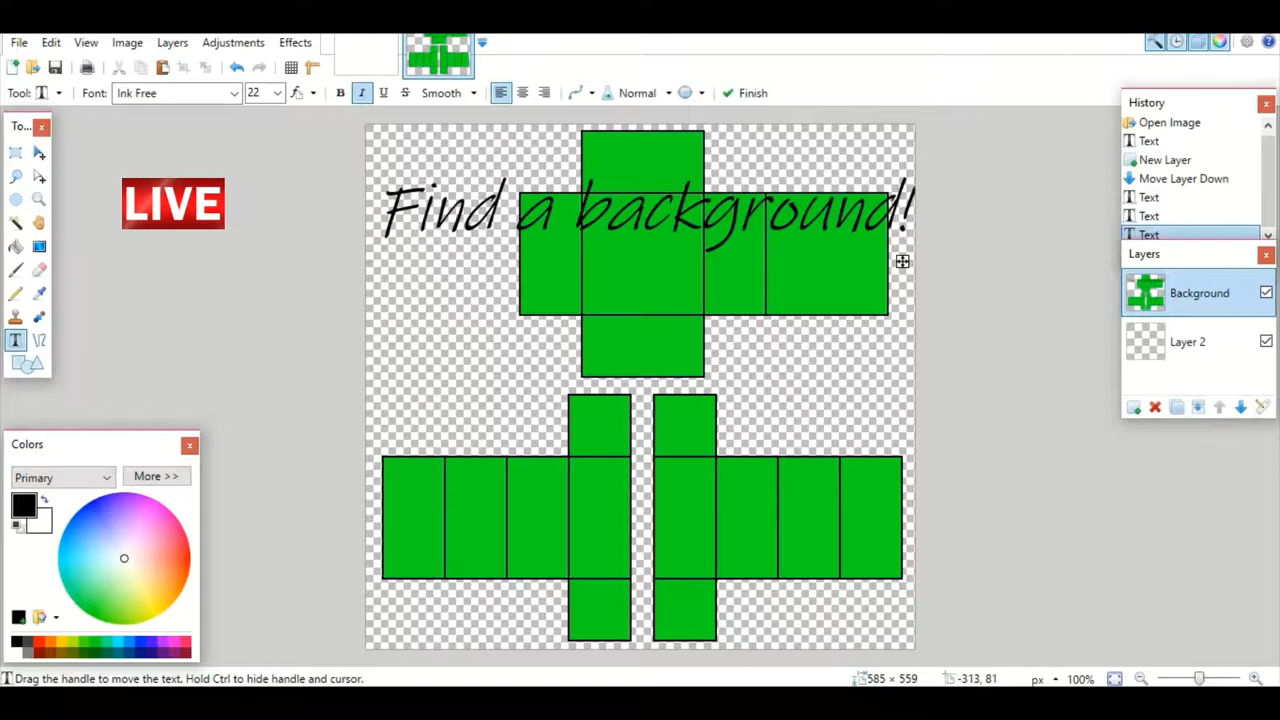 File Edit View Image Layers Adjustments Effects
Tool: T Font: Ink Free 22 B I U S Smooth Normal Finish
To...
History
Open Image
Text
New Layer
Move Layer Down
Text
Text
Text
LIVE
Find a background!
Layers
Background
Layer 2
Colors
Primary More >>
Drag the handle to move the text. Hold Ctrl to hide handle and cursor. 585 × 559 -313, 81 px 100%